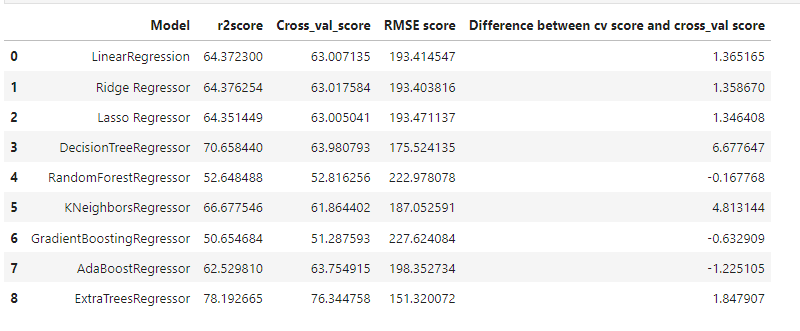 Model r2score Cross_val_score RMSE score Difference between cv score and cross_val score
0 LinearRegression 64.372300 63.007135 193.414547 1.365165
1 Ridge Regressor 64.376254 63.017584 193.403816 1.358670
2 Lasso Regressor 64.351449 63.005041 193.471137 1.346408
3 DecisionTreeRegressor 70.658440 63.980793 175.524135 6.677647
4 RandomForestRegressor 52.648488 52.816256 222.978078 -0.167768
5 KNeighborsRegressor 66.677546 61.864402 187.052591 4.813144
6 GradientBoostingRegressor 50.654684 51.287593 227.624084 -0.632909
7 AdaBoostRegressor 62.529810 63.754915 198.352734 -1.225105
8 ExtraTreesRegressor 78.192665 76.344758 151.320072 1.847907